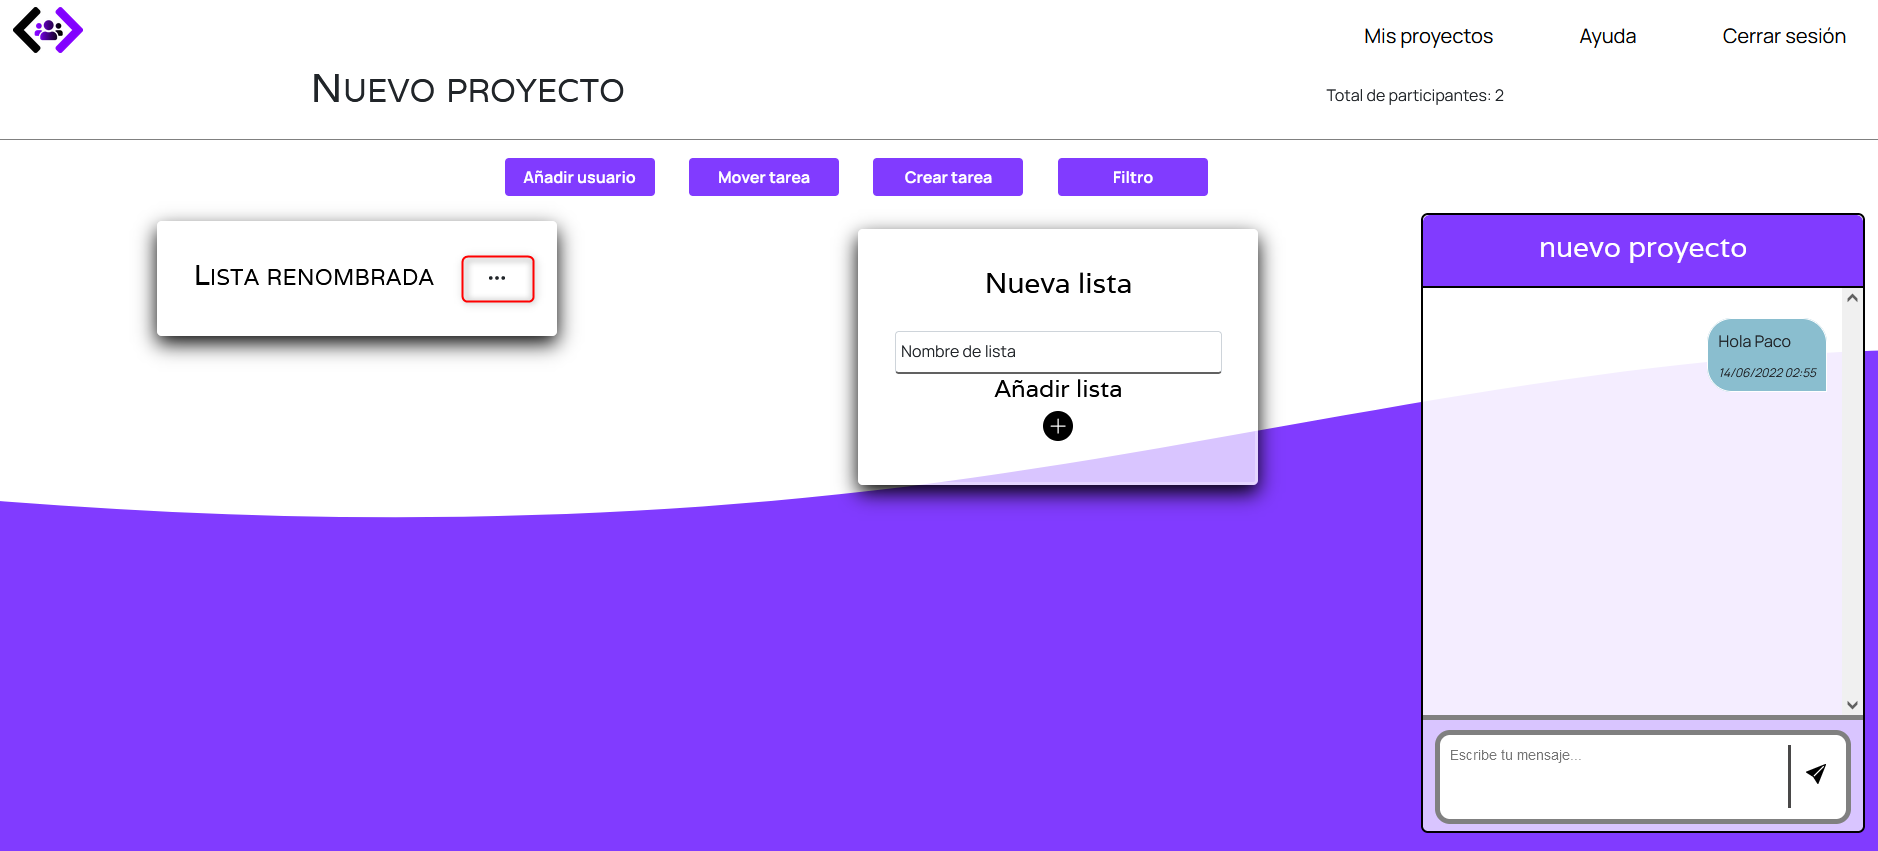 Mis proyectos
Ayuda
Cerrar sesión
Nuevo proyecto
Total de participantes: 2
Añadir usuario
Mover tarea
Crear tarea
Filtro
Lista renombrada
...
Nueva lista
Nombre de lista
Añadir lista
nuevo proyecto
Hola Paco
14/06/2022 02:55
Escribe tu mensaje...